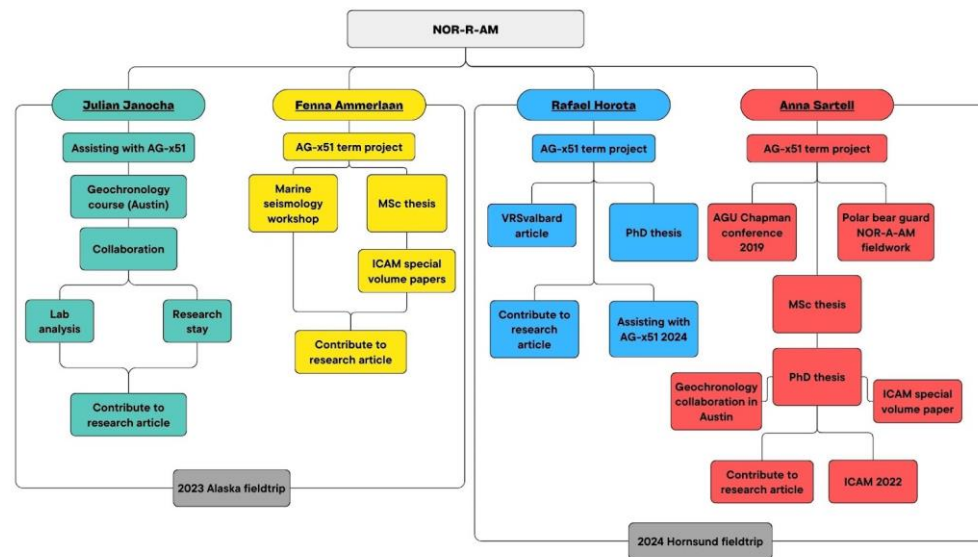 NOR-R-AM
Julian Janocha
Fenna Ammerlaan
Rafael Horota
Anna Sartell
Assisting with AG-x51
Geochronology
course (Austin)
Collaboration
Lab
analysis
Research
stay
Contribute to
research article
AG-x51 term project
Marine
seismology
workshop
MSc thesis
ICAM special
volume papers
Contribute to
research article
2023 Alaska fieldtrip
AG-x51 term project
VRSvalbard
article
PhD thesis
Contribute to
research
article
Assisting with
AG-x51 2024
AG-x51 term project
AGU Chapman
conference
2019
Polar bear guard
NOR-A-AM
fieldwork
MSc thesis
PhD thesis
Geochronology
collaboration in
Austin
ICAM special
volume paper
Contribute to
research article
ICAM 2022
2024 Hornsund fieldtrip